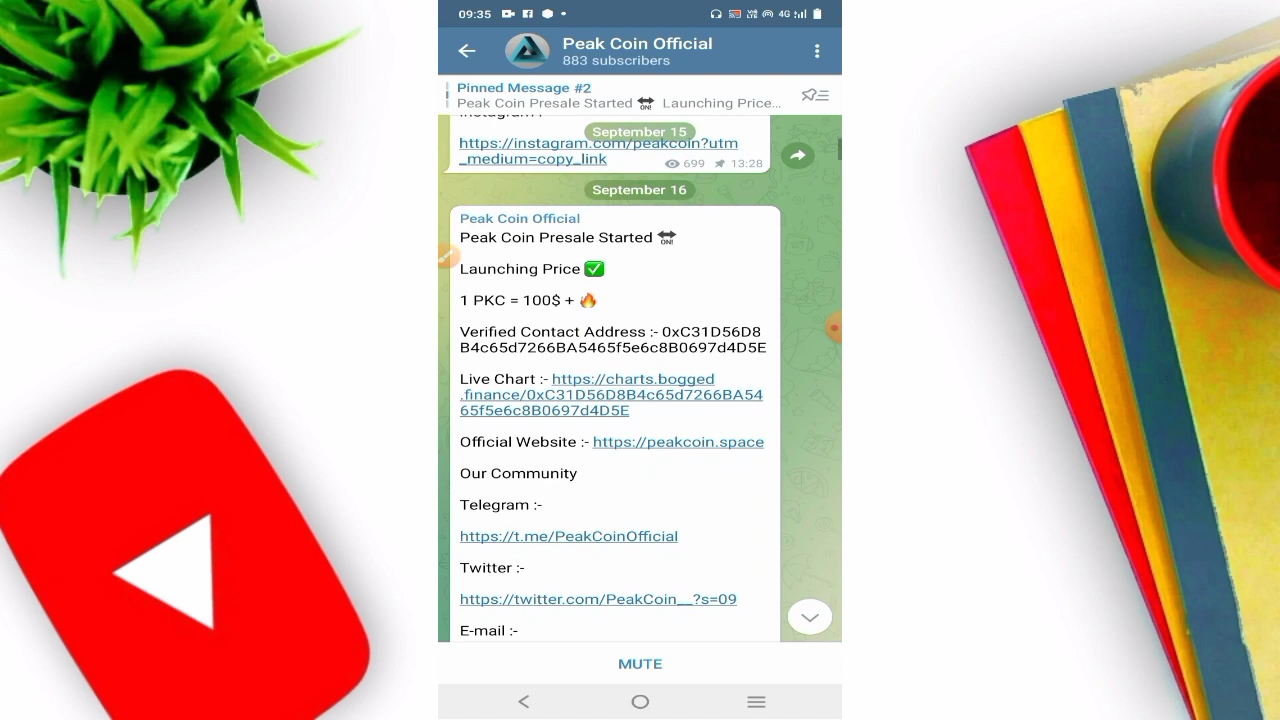 09:35
4G
Peak Coin Official
883 subscribers
Pinned Message #2
Peak Coin Presale Started ON! Launching Price...
Instagram :-
September 15
https://instagram.com/peakcoin?utm
_medium=copy_link
699 13:28
September 16
Peak Coin Official
Peak Coin Presale Started ON!
Launching Price ✅
1 PKC = 100$ + 🔥
Verified Contact Address :- 0xC31D56D8
B4c65d7266BA5465f5e6c8B0697d4D5E
Live Chart :- https://charts.bogged
.finance/0xC31D56D8B4c65d7266BA54
65f5e6c8B0697d4D5E
Official Website :- https://peakcoin.space
Our Community
Telegram :-
https://t.me/PeakCoinOfficial
Twitter :-
https://twitter.com/PeakCoin__?s=09
E-mail :-
MUTE